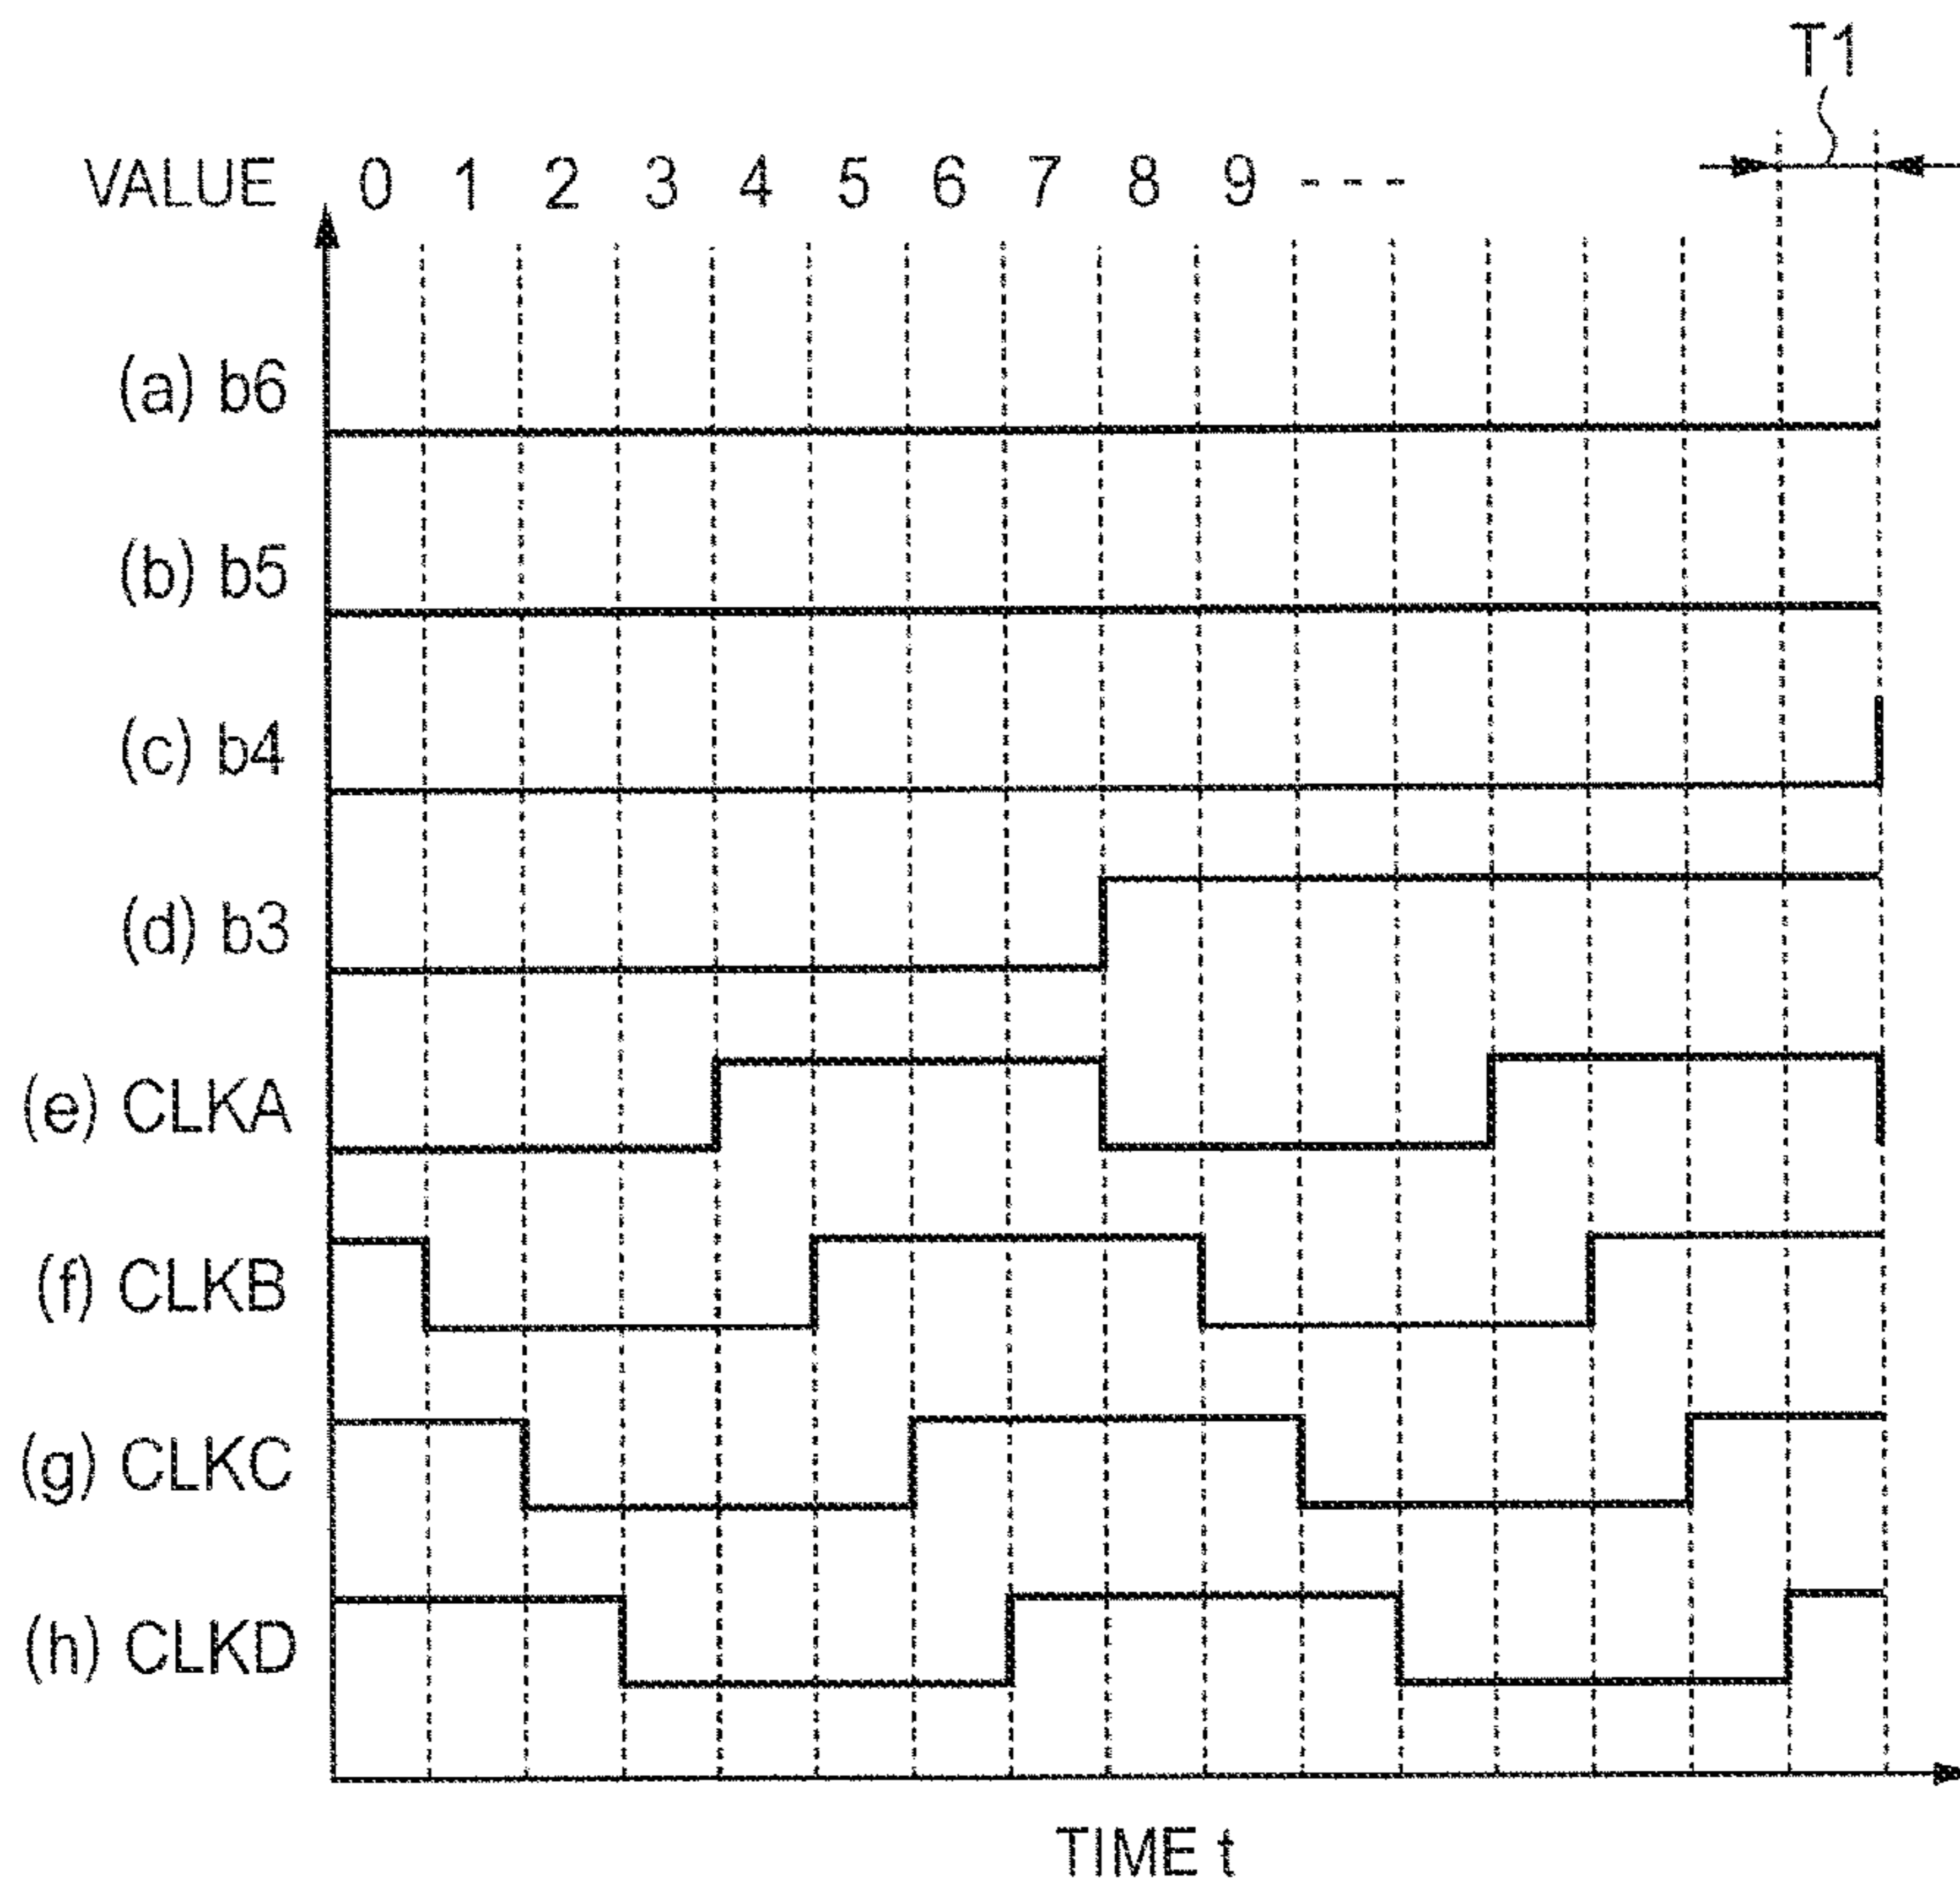 T1
VALUE 0 1 2 3 4 5 6 7 8 9 ---
(a) b6
(b) b5
(c) b4
(d) b3
(e) CLKA
(f) CLKB
(g) CLKC
(h) CLKD
TIME t